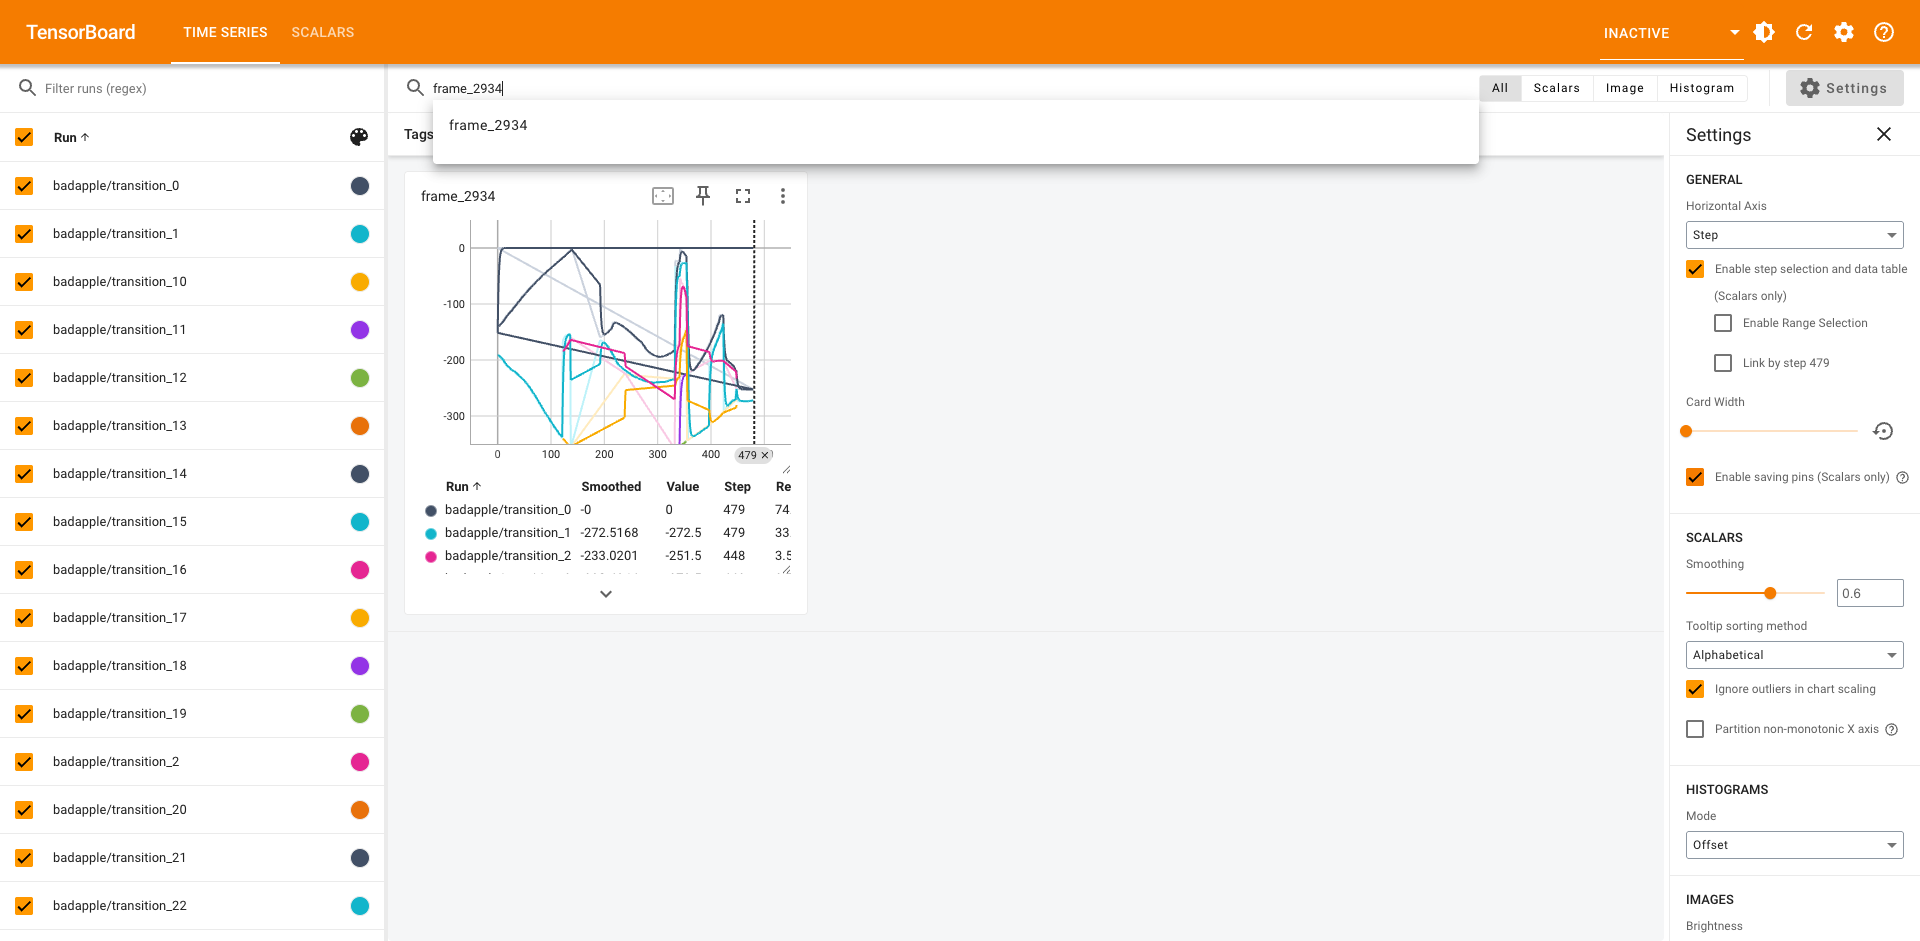 TensorBoard
TIME SERIES
SCALARS
INACTIVE
Filter runs (regex)
frame_2934
All
Scalars
Image
Histogram
Settings
frame_2934
Run
Tags
Settings
badapple/transition_0
badapple/transition_1
badapple/transition_10
badapple/transition_11
badapple/transition_12
badapple/transition_13
badapple/transition_14
badapple/transition_15
badapple/transition_16
badapple/transition_17
badapple/transition_18
badapple/transition_19
badapple/transition_2
badapple/transition_20
badapple/transition_21
badapple/transition_22
frame_2934
0
-100
-200
-300
0
100
200
300
400
479
Run Smoothed Value Step Re
badapple/transition_0 -0 0 479 74
badapple/transition_1 -272.5168 -272.5 479 33
badapple/transition_2 -233.0201 -251.5 448 3.5
GENERAL
Horizontal Axis
Step
Enable step selection and data table
(Scalars only)
Enable Range Selection
Link by step 479
Card Width
Enable saving pins (Scalars only)
SCALARS
Smoothing
0.6
Tooltip sorting method
Alphabetical
Ignore outliers in chart scaling
Partition non-monotonic X axis
HISTOGRAMS
Mode
Offset
IMAGES
Brightness